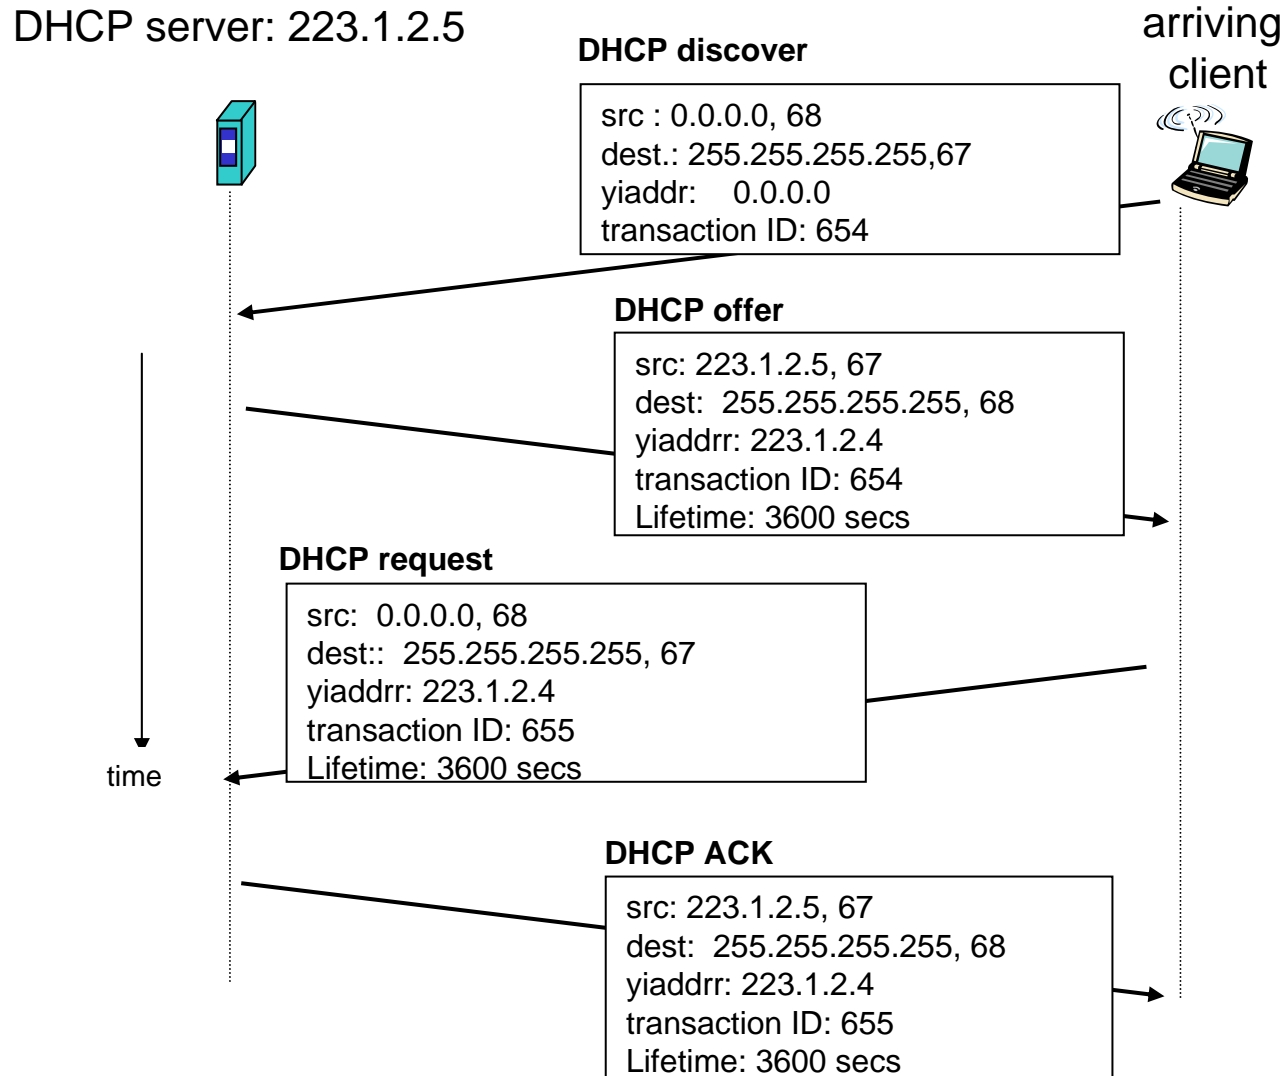 DHCP server: 223.1.2.5
arriving
client
DHCP discover
src : 0.0.0.0, 68
dest.: 255.255.255.255,67
yiaddr: 0.0.0.0
transaction ID: 654
DHCP offer
src: 223.1.2.5, 67
dest: 255.255.255.255, 68
yiaddrr: 223.1.2.4
transaction ID: 654
Lifetime: 3600 secs
DHCP request
src: 0.0.0.0, 68
dest:: 255.255.255.255, 67
yiaddrr: 223.1.2.4
transaction ID: 655
Lifetime: 3600 secs
time
DHCP ACK
src: 223.1.2.5, 67
dest: 255.255.255.255, 68
yiaddrr: 223.1.2.4
transaction ID: 655
Lifetime: 3600 secs